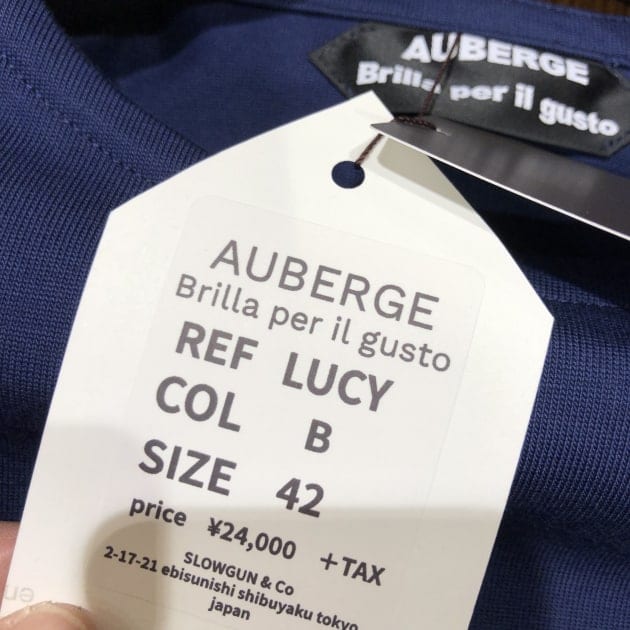 AUBERGE
Brilla per il gusto
AUBERGE
Brilla per il gusto
REF LUCY
COL B
SIZE 42
price ¥24,000 +TAX
SLOWGUN & Co
2-17-21 ebisunishi shibuyaku tokyo
japan